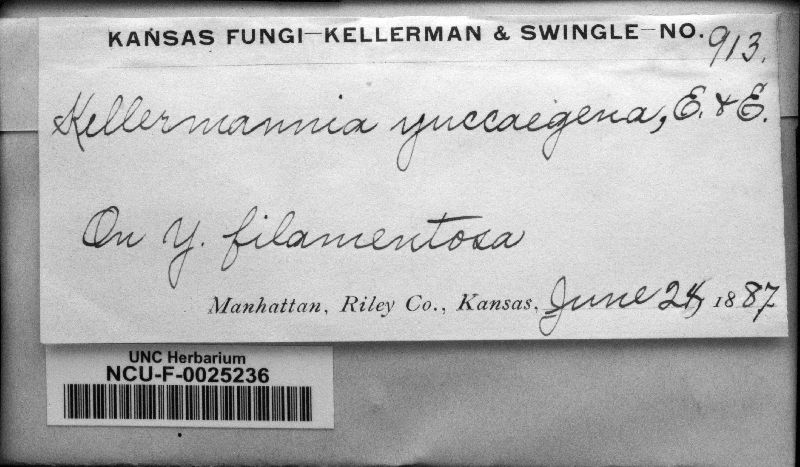 KANSAS FUNGI—KELLERMAN & SWINGLE—NO. 913.
Kellermannia yuccaegena, E. & E.
On Y. filamentosa
Manhattan, Riley Co., Kansas, June 24, 1887
UNC Herbarium
NCU-F-0025236